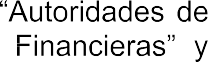 “Autoridades de
Financieras” y